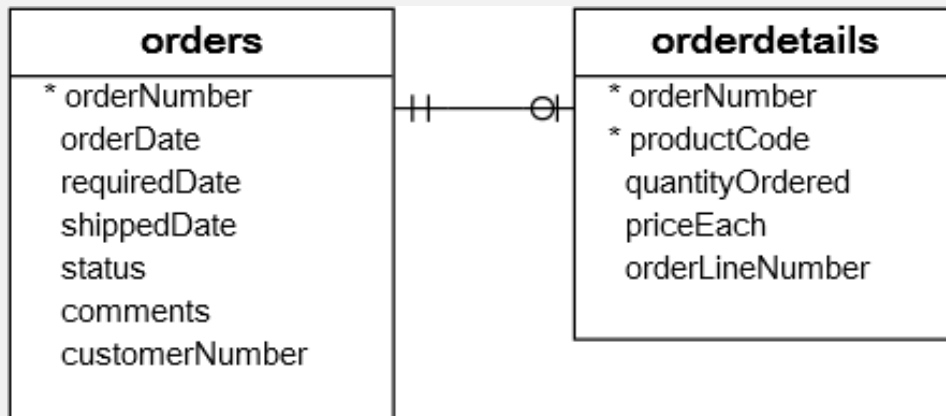 orders
* orderNumber
orderDate
requiredDate
shippedDate
status
comments
customerNumber
orderdetails
* orderNumber
* productCode
quantityOrdered
priceEach
orderLineNumber